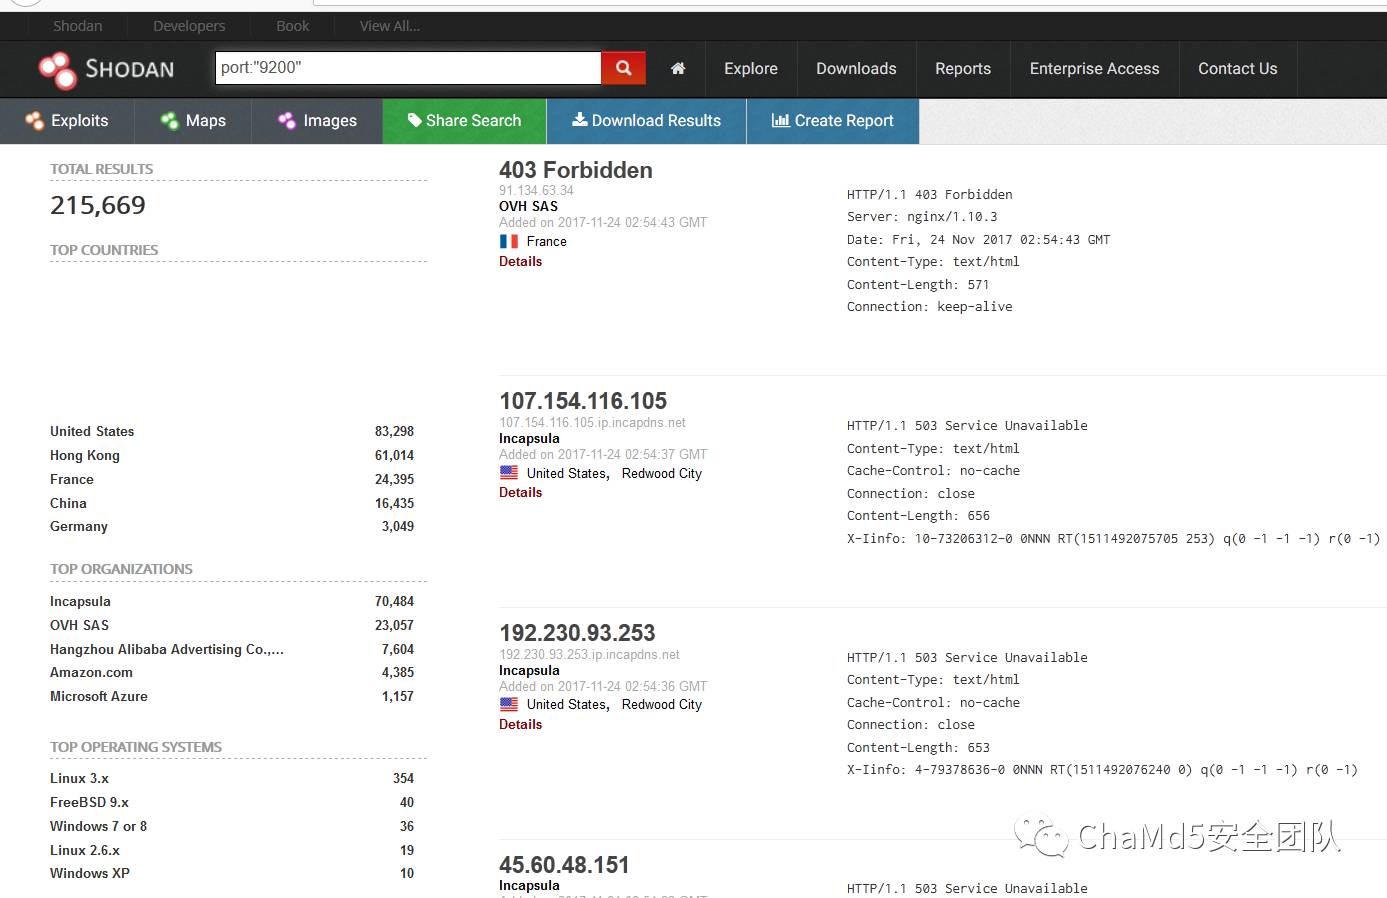 Shodan Developers Book View All...
SHODAN port:"9200" Explore Downloads Reports Enterprise Access Contact Us
Exploits Maps Images Share Search Download Results Create Report
TOTAL RESULTS
215,669
TOP COUNTRIES
United States 83,298
Hong Kong 61,014
France 24,395
China 16,435
Germany 3,049
TOP ORGANIZATIONS
Incapsula 70,484
OVH SAS 23,057
Hangzhou Alibaba Advertising Co.,... 7,604
Amazon.com 4,385
Microsoft Azure 1,157
TOP OPERATING SYSTEMS
Linux 3.x 354
FreeBSD 9.x 40
Windows 7 or 8 36
Linux 2.6.x 19
Windows XP 10
403 Forbidden
91.134.63.34
OVH SAS
Added on 2017-11-24 02:54:43 GMT
France
Details
HTTP/1.1 403 Forbidden
Server: nginx/1.10.3
Date: Fri, 24 Nov 2017 02:54:43 GMT
Content-Type: text/html
Content-Length: 571
Connection: keep-alive
107.154.116.105
107.154.116.105.ip.incapdns.net
Incapsula
Added on 2017-11-24 02:54:37 GMT
United States, Redwood City
Details
HTTP/1.1 503 Service Unavailable
Content-Type: text/html
Cache-Control: no-cache
Connection: close
Content-Length: 656
X-Iinfo: 10-73206312-0 0NNN RT(1511492075705 253) q(0 -1 -1 -1) r(0 -1)
192.230.93.253
192.230.93.253.ip.incapdns.net
Incapsula
Added on 2017-11-24 02:54:36 GMT
United States, Redwood City
Details
HTTP/1.1 503 Service Unavailable
Content-Type: text/html
Cache-Control: no-cache
Connection: close
Content-Length: 653
X-Iinfo: 4-79378636-0 0NNN RT(1511492076240 0) q(0 -1 -1 -1) r(0 -1)
45.60.48.151
Incapsula
HTTP/1.1 503 Service Unavailable
ChaMd5安全团队